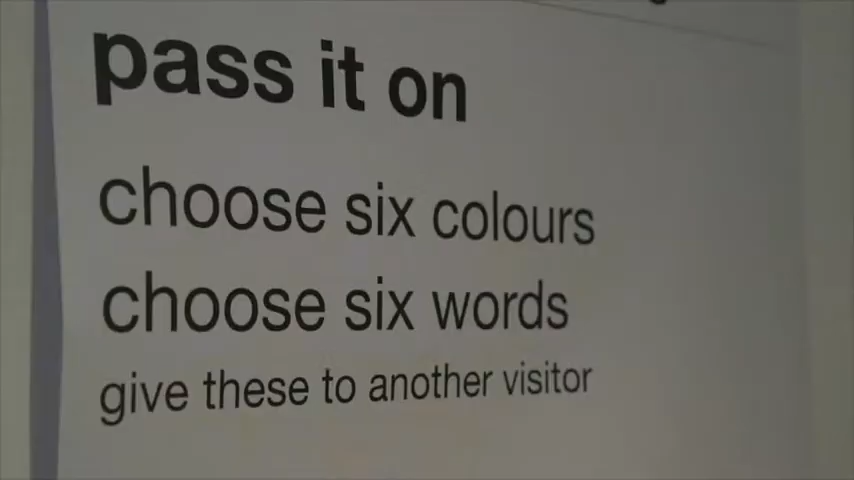 pass it on
choose six colours
choose six words
give these to another visitor